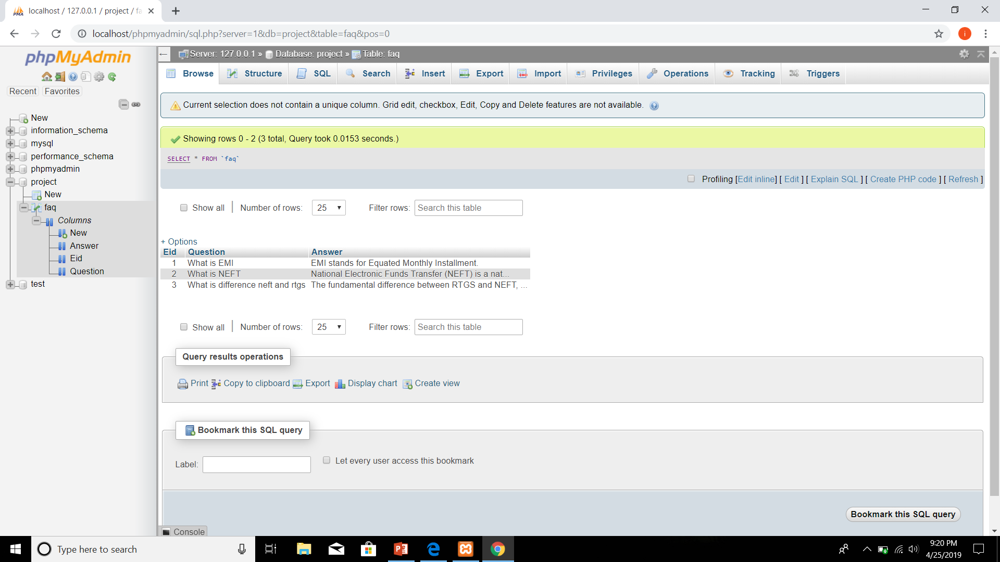 localhost / 127.0.0.1 / project / fa
localhost/phpmyadmin/sql.php?server=1&db=project&table=faq&pos=0
i
phpMyAdmin
Recent Favorites
New
information_schema
mysql
performance_schema
phpmyadmin
project
New
faq
Columns
New
Answer
Eid
Question
test
Server: 127.0.0.1 » Database: project » Table: faq
Browse Structure SQL Search Insert Export Import Privileges Operations Tracking Triggers
Current selection does not contain a unique column. Grid edit, checkbox, Edit, Copy and Delete features are not available.
Showing rows 0 - 2 (3 total, Query took 0.0153 seconds.)
SELECT * FROM `faq`
Profiling [Edit inline] [ Edit ] [ Explain SQL ] [ Create PHP code ] [ Refresh ]
Show all Number of rows: 25 Filter rows: Search this table
+ Options
Eid Question Answer
1 What is EMI EMI stands for Equated Monthly Installment.
2 What is NEFT National Electronic Funds Transfer (NEFT) is a nat...
3 What is difference neft and rtgs The fundamental difference between RTGS and NEFT, ...
Show all Number of rows: 25 Filter rows: Search this table
Query results operations
Print Copy to clipboard Export Display chart Create view
Bookmark this SQL query
Label: Let every user access this bookmark
Bookmark this SQL query
Console
Type here to search
9:20 PM
4/25/2019